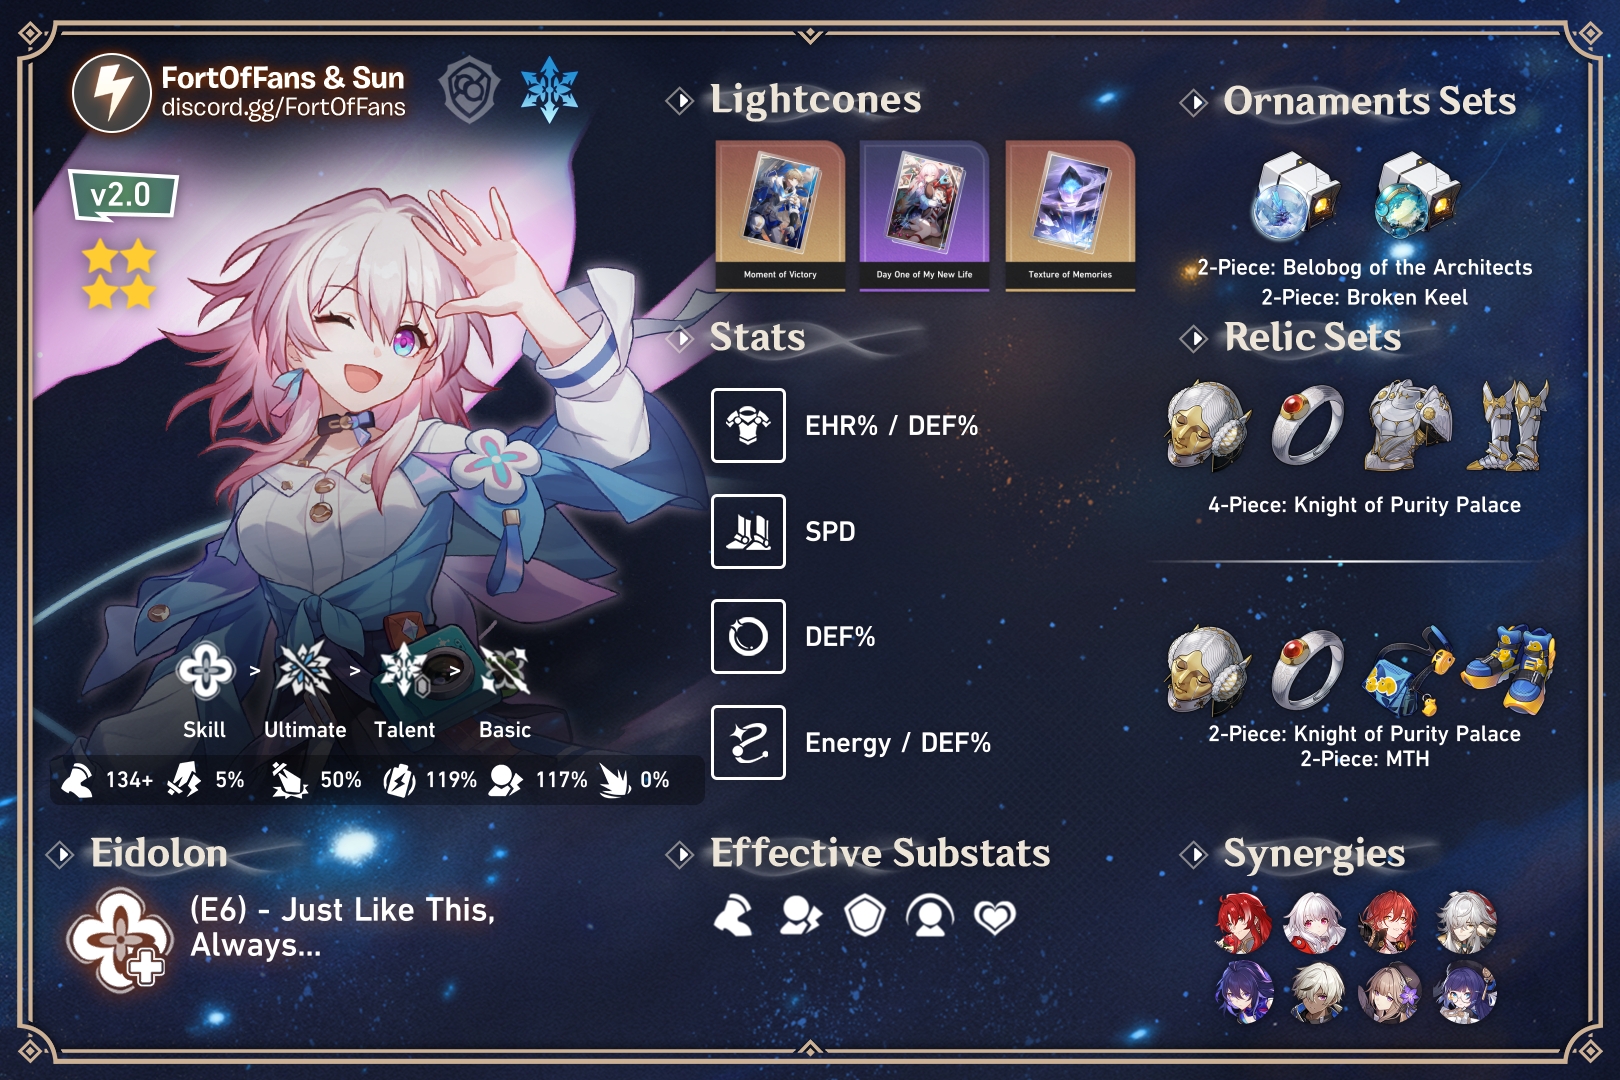 FortOfFans & Sun
discord.gg/FortOfFans
v2.0
Skill > Ultimate > Talent > Basic
134+ 5% 50% 119% 117% 0%
Eidolon
(E6) - Just Like This,
Always...
Lightcones
Moment of Victory
Day One of My New Life
Texture of Memories
Stats
EHR% / DEF%
SPD
DEF%
Energy / DEF%
Effective Substats
Ornaments Sets
2-Piece: Belobog of the Architects
2-Piece: Broken Keel
Relic Sets
4-Piece: Knight of Purity Palace
2-Piece: Knight of Purity Palace
2-Piece: MTH
Synergies